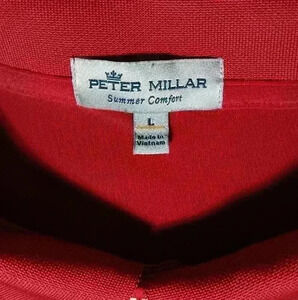 PETER MILLAR
Summer Comfort
L
Made in
Vietnam